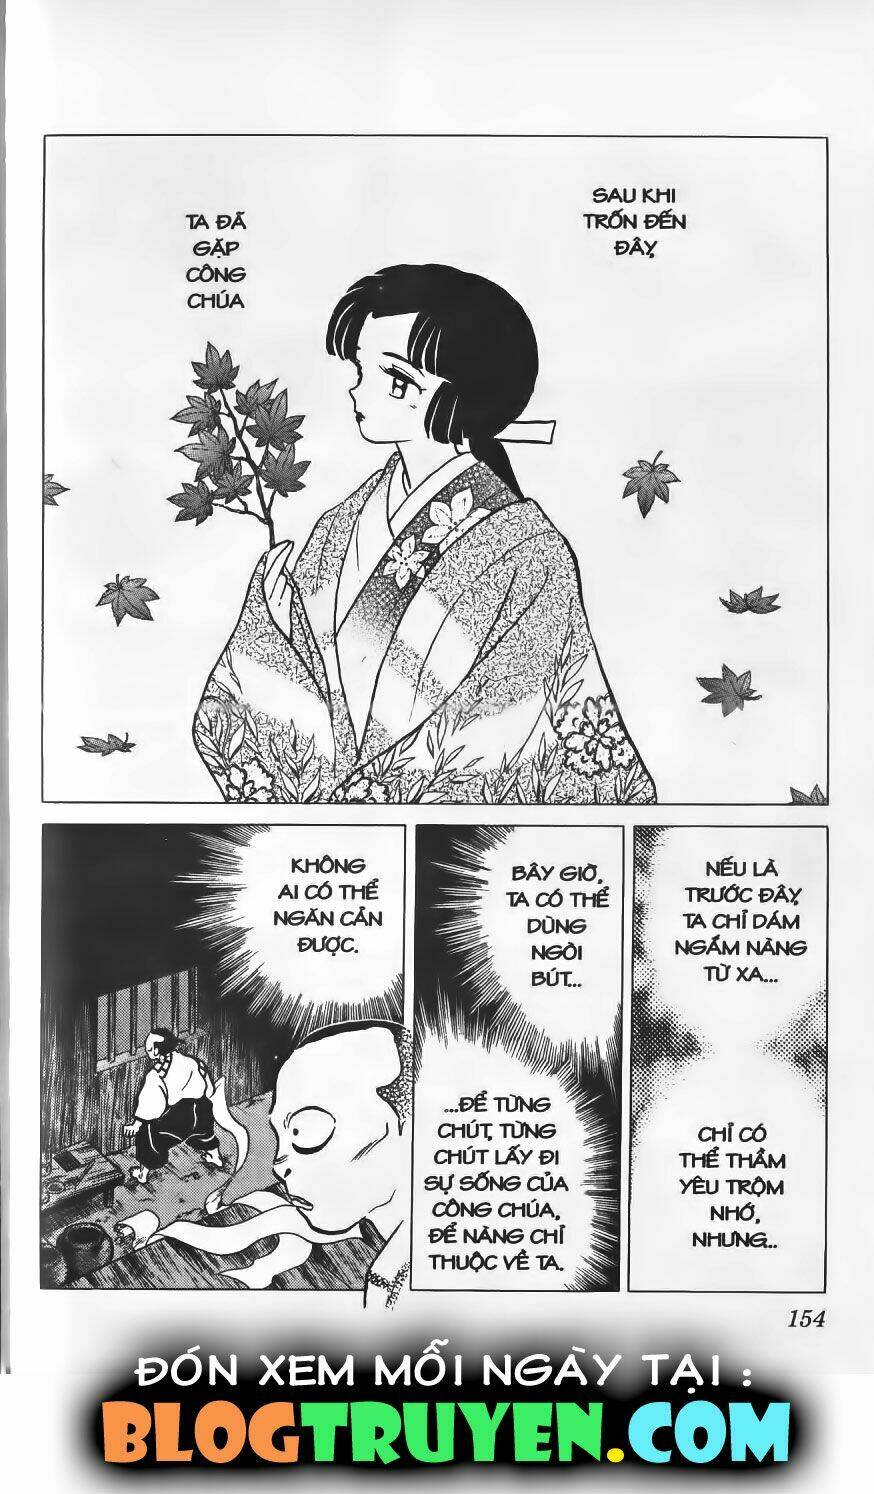 SAU KHI
TRỐN ĐẾN
ĐÂY,
TA ĐÃ
GẶP
CÔNG
CHÚA
NẾU LÀ
TRƯỚC ĐÂY,
TA CHỈ DÁM
NGẮM NÀNG
TỪ XA...
CHỈ CÓ
THỂ THẦM
YÊU TRỘM
NHỚ,
NHƯNG...
BÂY GIỜ,
TA CÓ THỂ
DÙNG
NGÒI
BÚT...
...ĐỂ TỪNG
CHÚT, TỪNG
CHÚT LẤY ĐI
SỰ SỐNG CỦA
CÔNG CHÚA,
ĐỂ NÀNG CHỈ
THUỘC VỀ TA.
KHÔNG
AI CÓ THỂ
NGĂN CẢN
ĐƯỢC.
154
ĐÓN XEM MỖI NGÀY TẠI :
BLOGTRUYEN.COM